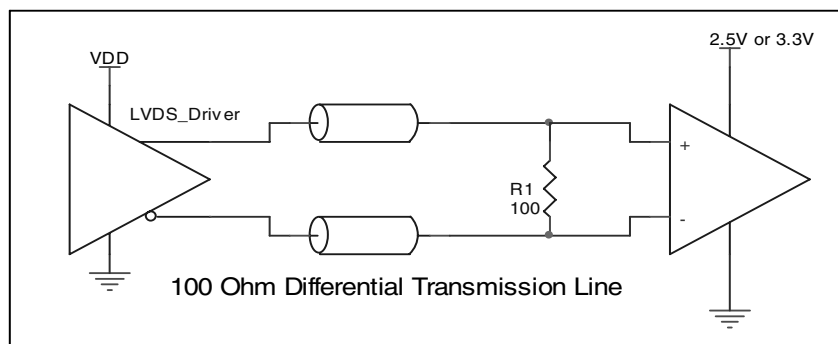 2.5V or 3.3V
VDD
LVDS_Driver
+
R1
100
-
100 Ohm Differential Transmission Line